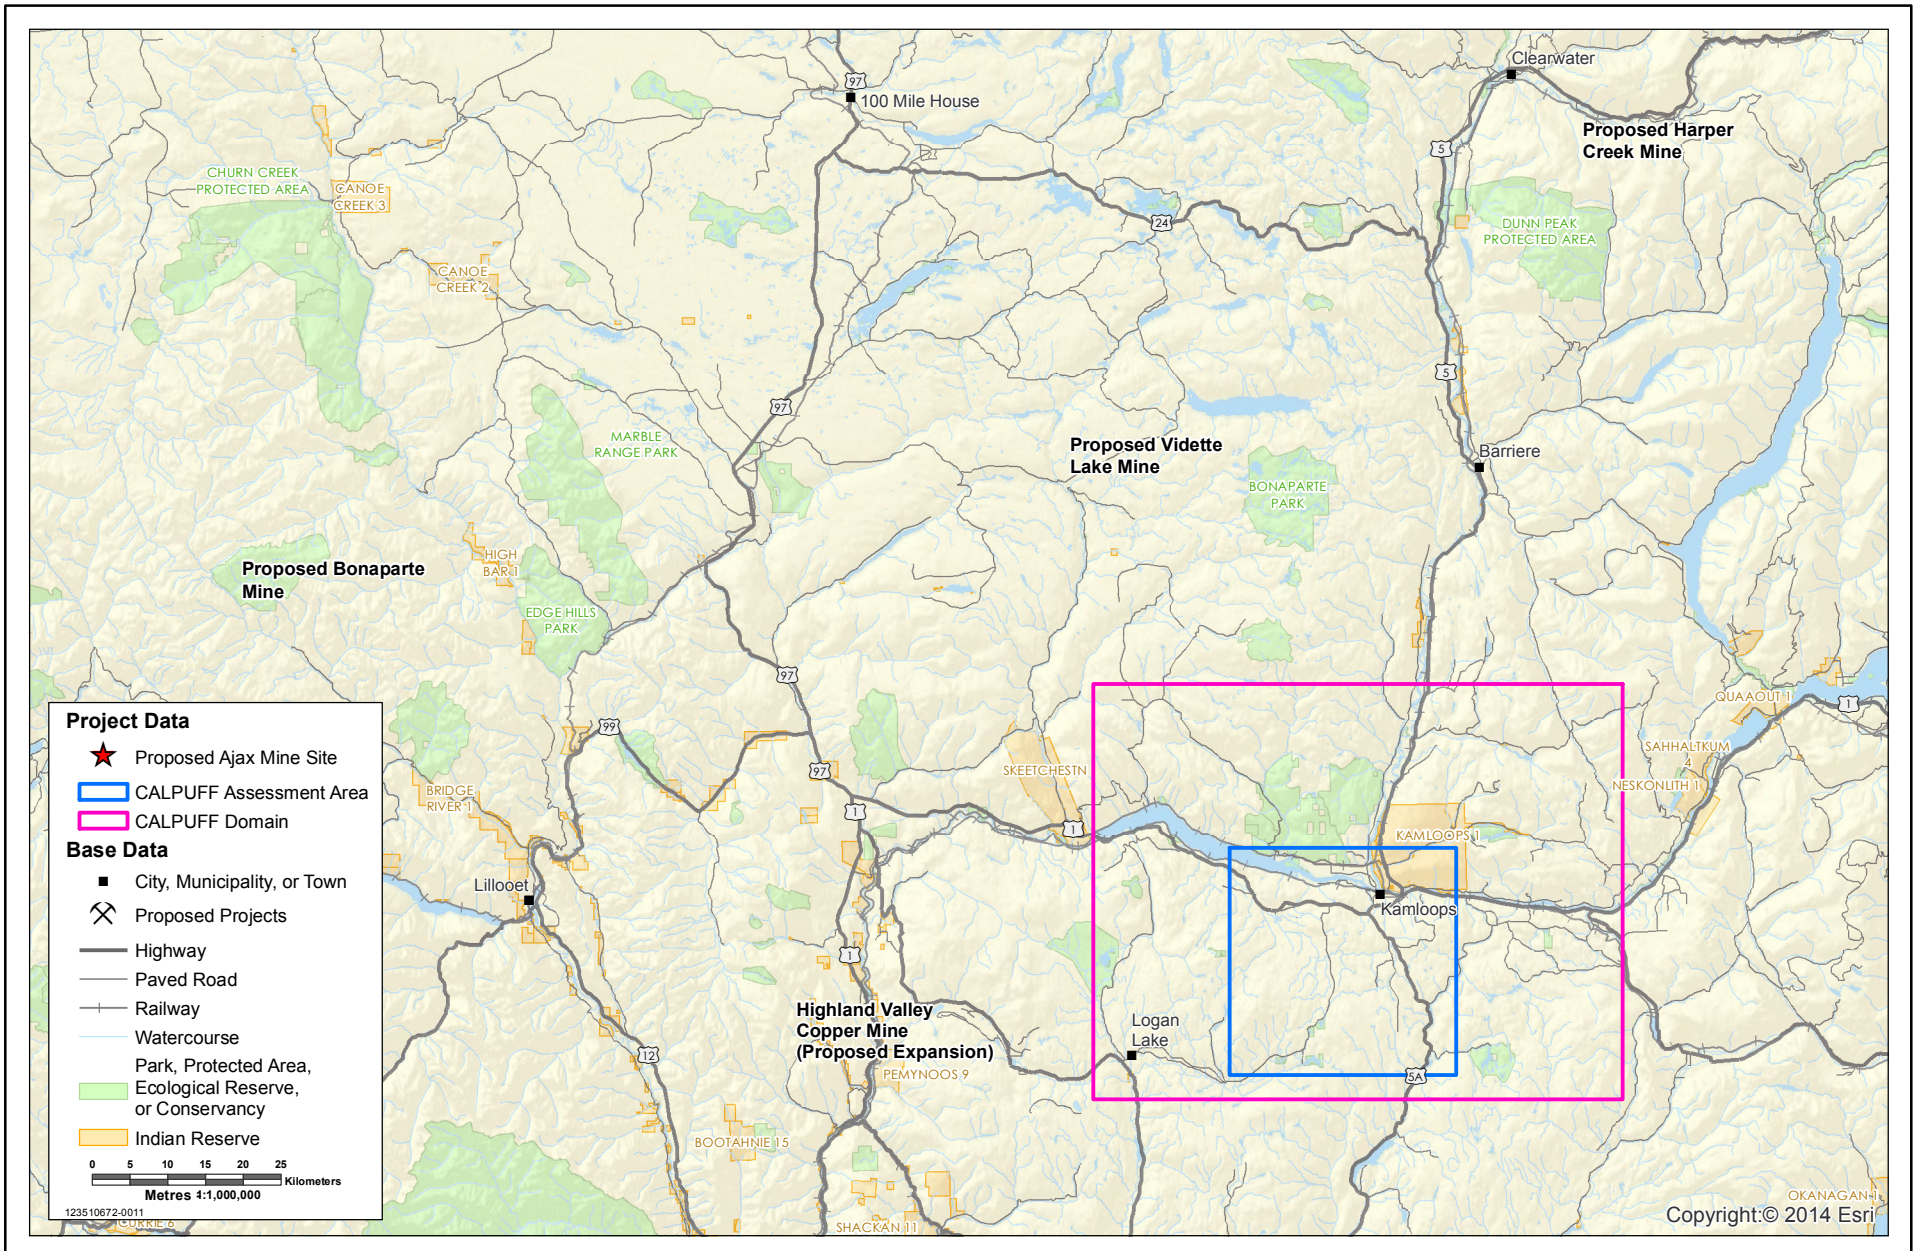 Clearwater
97
100 Mile House
Proposed Harper
Creek Mine
5
CHURN CREEK
PROTECTED AREA
CANOE
CREEK 3
24
DUNN PEAK
PROTECTED AREA
CANOE
CREEK 2
5
97
MARBLE
RANGE PARK
Proposed Vidette
Lake Mine
Barriere
BONAPARTE
PARK
HIGH
BAR 1
Proposed Bonaparte
Mine
EDGE HILLS
PARK
97
QUAAOUT 1
1
99
SAHHALTKUM
4
NESKONLITH 1
SKEETCHESTN
97
BRIDGE
RIVER 1
1
1
KAMLOOPS 1
Lillooet
Kamloops
1
Highland Valley
Copper Mine
(Proposed Expansion)
Logan
Lake
12
PEMYNOOS 9
5A
BOOTAHNIE 15
SHACKAN 11
OKANAGAN 1
CURRIE 6
Project Data
Proposed Ajax Mine Site
CALPUFF Assessment Area
CALPUFF Domain
Base Data
City, Municipality, or Town
Proposed Projects
Highway
Paved Road
Railway
Watercourse
Park, Protected Area,
Ecological Reserve,
or Conservancy
Indian Reserve
0 5 10 15 20 25
Kilometers
Metres 1:1,000,000
123510672-0011
Copyright:© 2014 Esri